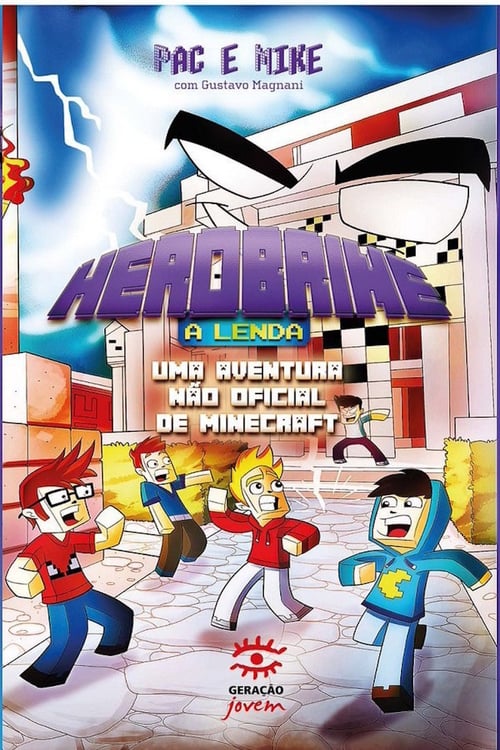 PAC E MIKE
com Gustavo Magnani
HEROBRINE
A LENDA
UMA AVENTURA
NÃO OFICIAL
DE MINECRAFT
GERAÇÃO
jovem